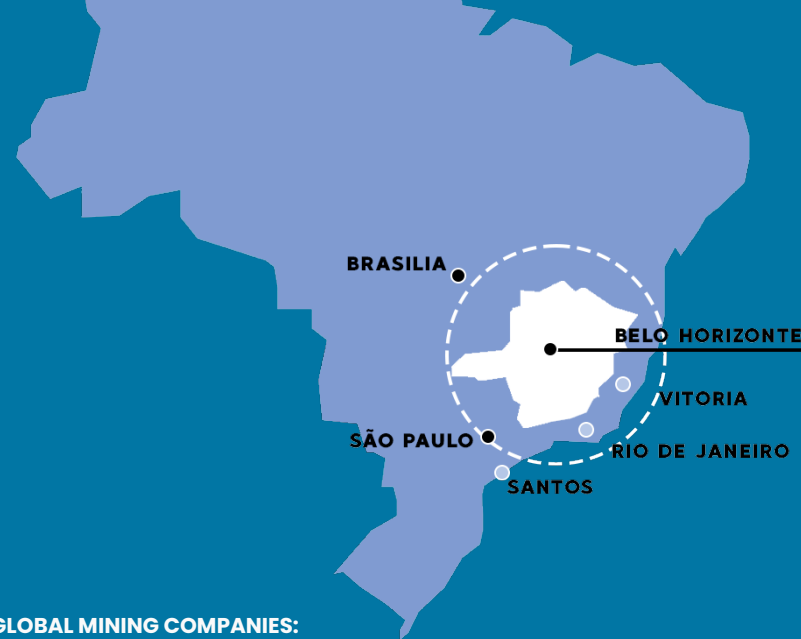 BRASILIA
BELO HORIZONTE
VITORIA
SÃO PAULO
RIO DE JANEIRO
SANTOS
GLOBAL MINING COMPANIES: